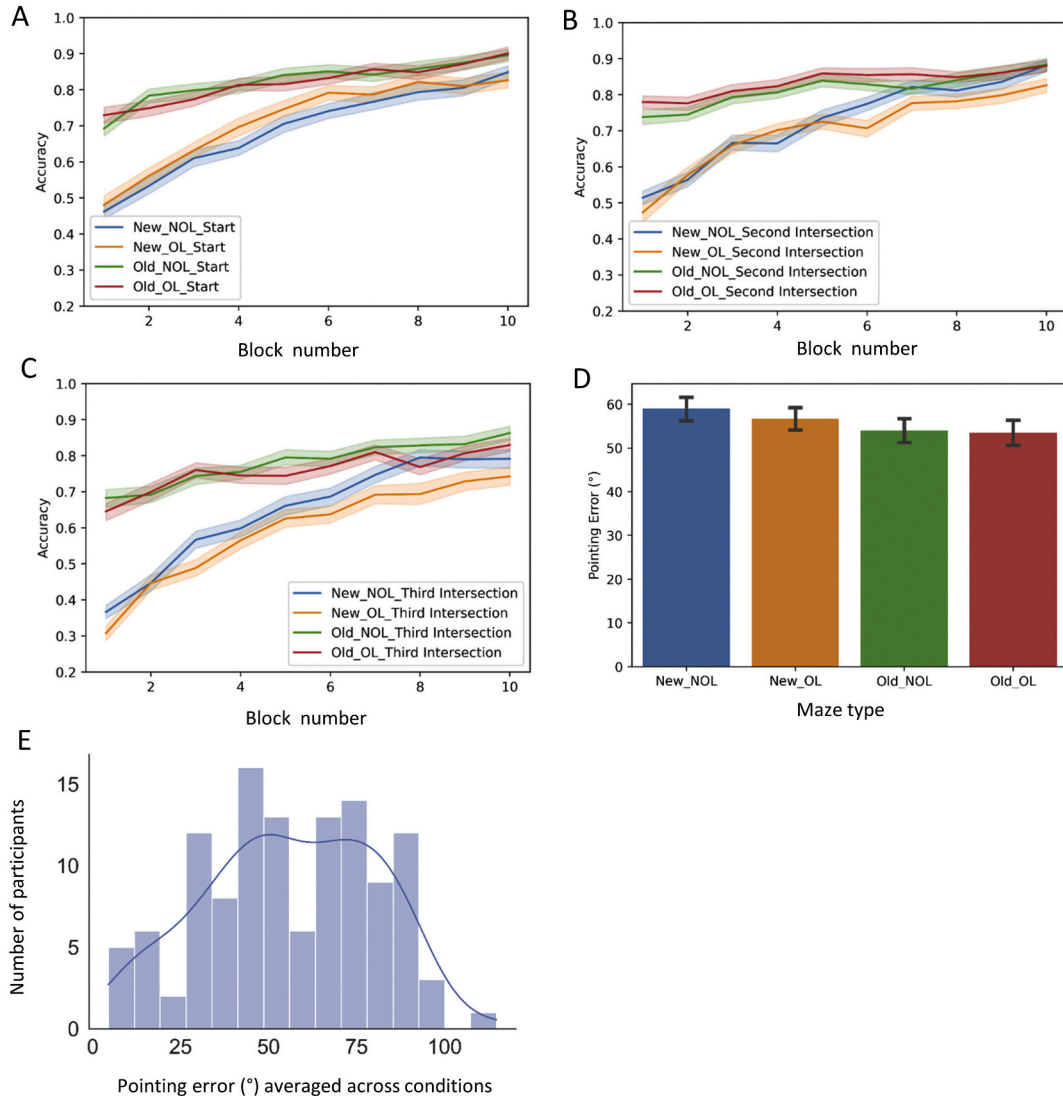 A
1.0
0.9
0.8
0.7
0.6
0.5
0.4
0.3
0.2
Accuracy
New_NOL_Start
New_OL_Start
Old_NOL_Start
Old_OL_Start
2
4
6
8
10
Block number
B
1.0
0.9
0.8
0.7
0.6
0.5
0.4
0.3
0.2
Accuracy
New_NOL_Second Intersection
New_OL_Second Intersection
Old_NOL_Second Intersection
Old_OL_Second Intersection
2
4
6
8
10
Block number
C
1.0
0.9
0.8
0.7
0.6
0.5
0.4
0.3
0.2
Accuracy
New_NOL_Third Intersection
New_OL_Third Intersection
Old_NOL_Third Intersection
Old_OL_Third Intersection
2
4
6
8
10
Block number
D
60
50
40
30
20
10
0
Pointing Error (°)
New_NOL
New_OL
Old_NOL
Old_OL
Maze type
E
15
10
5
0
Number of participants
0
25
50
75
100
Pointing error (°) averaged across conditions